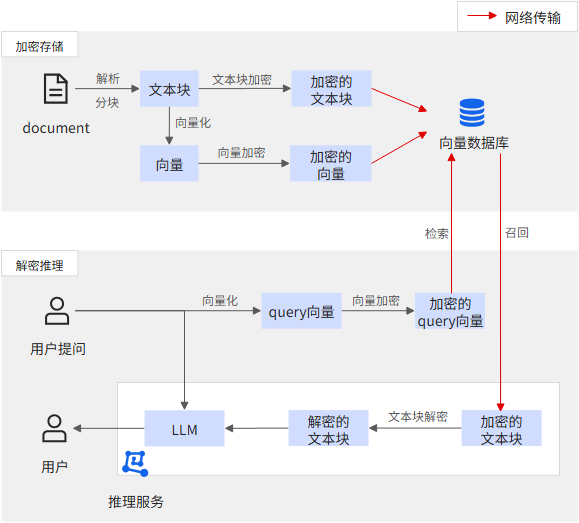 网络传输
加密存储
解析
分块
document
文本块
文本块加密
加密的
文本块
向量化
向量
向量加密
加密的
向量
向量数据库
检索
召回
解密推理
用户提问
向量化
query向量
向量加密
加密的
query向量
用户
LLM
解密的
文本块
文本块解密
加密的
文本块
推理服务